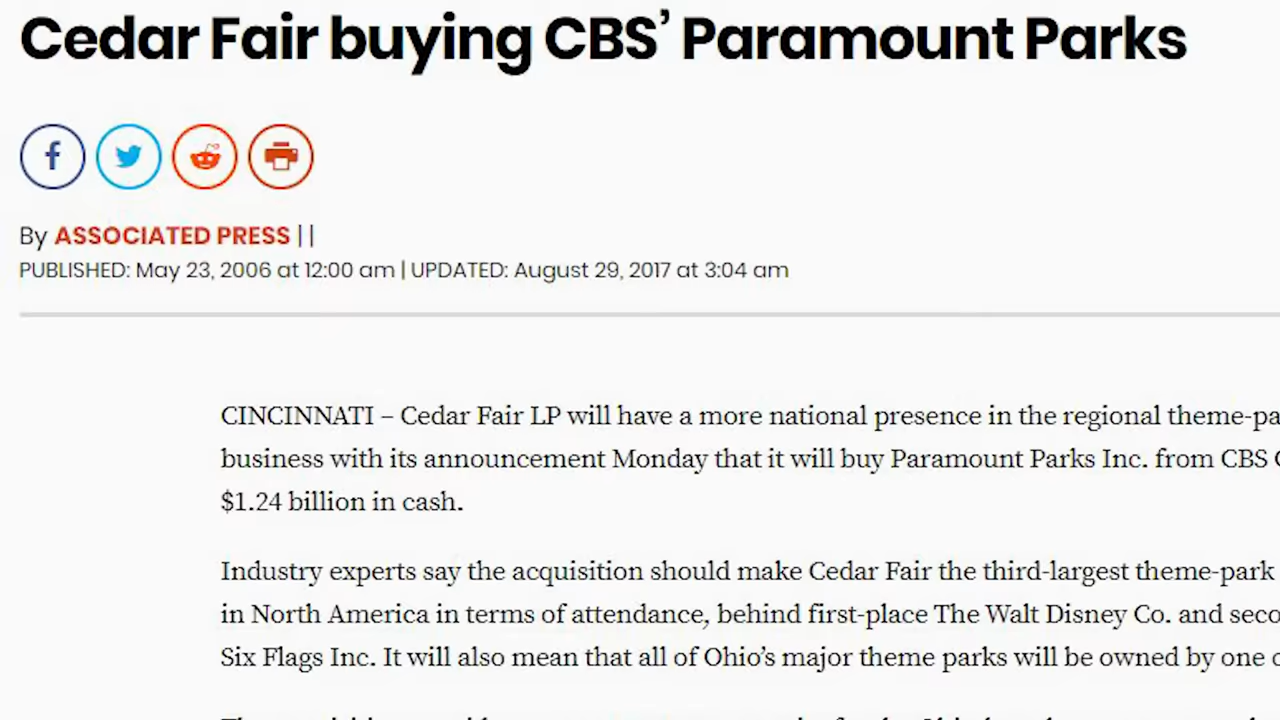 Cedar Fair buying CBS’ Paramount Parks
By ASSOCIATED PRESS | |
PUBLISHED: May 23, 2006 at 12:00 am | UPDATED: August 29, 2017 at 3:04 am
CINCINNATI – Cedar Fair LP will have a more national presence in the regional theme-pa
business with its announcement Monday that it will buy Paramount Parks Inc. from CBS
$1.24 billion in cash.
Industry experts say the acquisition should make Cedar Fair the third-largest theme-park
in North America in terms of attendance, behind first-place The Walt Disney Co. and seco
Six Flags Inc. It will also mean that all of Ohio’s major theme parks will be owned by one